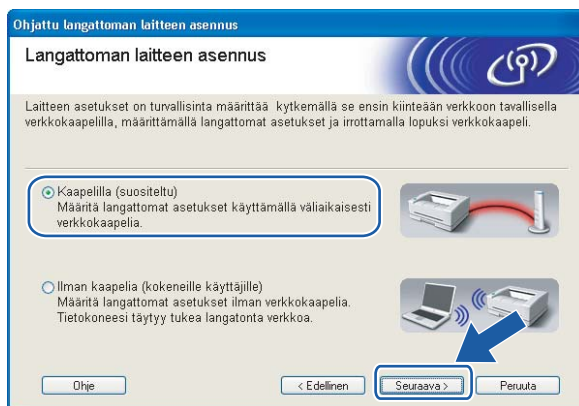 Ohjattu langattoman laitteen asennus
Langattoman laitteen asennus
Laitteen asetukset on turvallisinta määrittää kytkemällä se ensin kiinteään verkkoon tavallisella
verkkokaapelilla, määrittämällä langattomat asetukset ja irrottamalla lopuksi verkkokaapeli.
Kaapelilla (suositeltu)
Määritä langattomat asetukset käyttämällä väliaikaisesti
verkkokaapelia.
Ilman kaapelia (kokeneille käyttäjille)
Määritä langattomat asetukset ilman verkkokaapelia.
Tietokoneesi täytyy tukea langatonta verkkoa.
Ohje
< Edellinen
Seuraava >
Peruuta